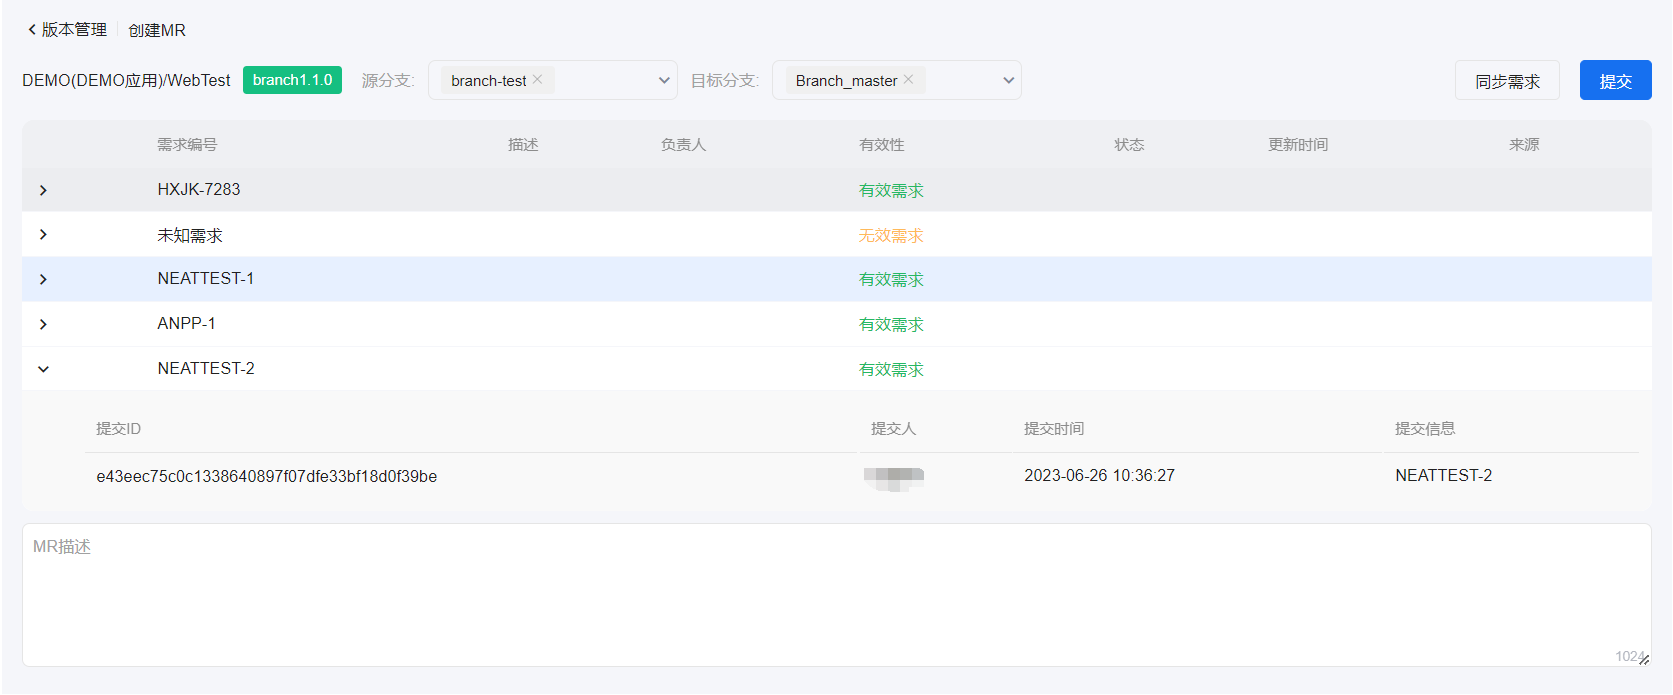 版本管理 创建MR
DEMO(DEMO应用)/WebTest branch1.1.0 源分支: branch-test 目标分支: Branch_master 同步需求 提交
需求编号 描述 负责人 有效性 状态 更新时间 来源
HXJK-7283 有效需求
未知需求 无效需求
NEATTEST-1 有效需求
ANPP-1 有效需求
NEATTEST-2 有效需求
提交ID 提交人 提交时间 提交信息
e43eec75c0c1338640897f07dfe33bf18d0f39be 2023-06-26 10:36:27 NEATTEST-2
MR描述
1024